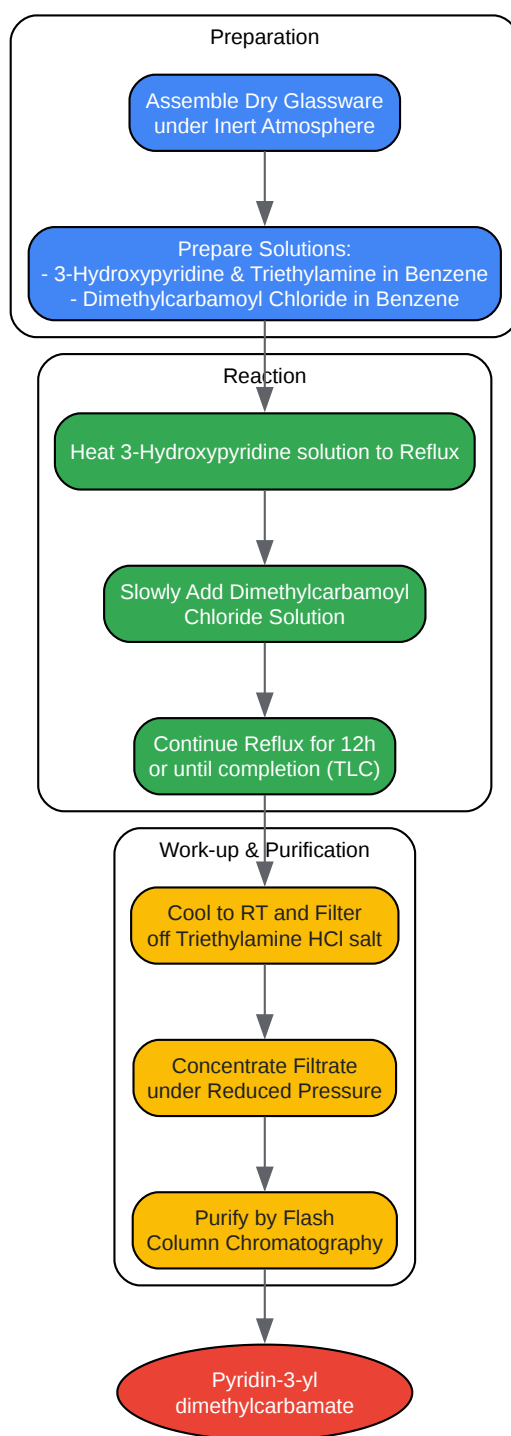 Preparation
Assemble Dry Glassware
under Inert Atmosphere
Prepare Solutions:
- 3-Hydroxypyridine & Triethylamine in Benzene
- Dimethylcarbamoyl Chloride in Benzene
Reaction
Heat 3-Hydroxypyridine solution to Reflux
Slowly Add Dimethylcarbamoyl
Chloride Solution
Continue Reflux for 12h
or until completion (TLC)
Work-up & Purification
Cool to RT and Filter
off Triethylamine HCl salt
Concentrate Filtrate
under Reduced Pressure
Purify by Flash
Column Chromatography
Pyridin-3-yl
dimethylcarbamate